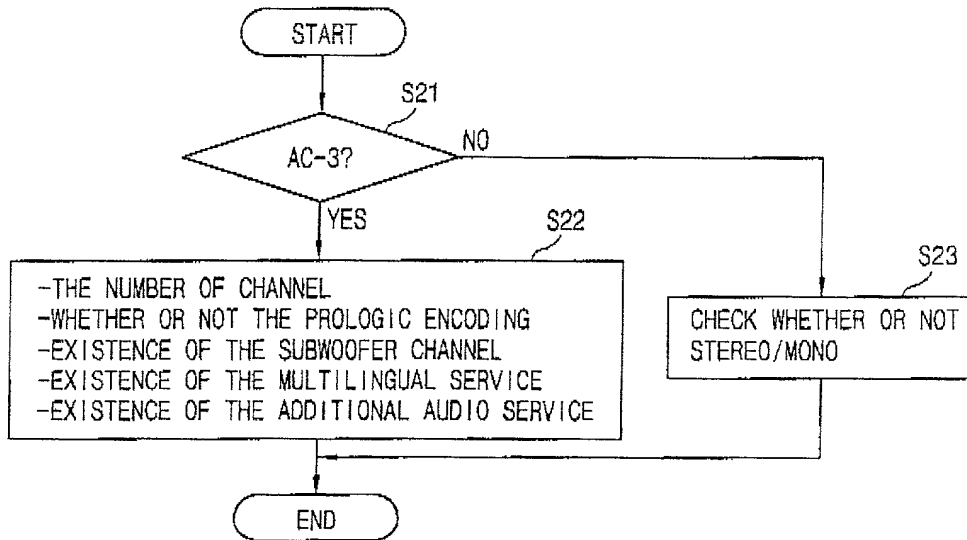 START
S21
AC-3?
NO
YES
S22
-THE NUMBER OF CHANNEL
-WHETHER OR NOT THE PROLOGIC ENCODING
-EXISTENCE OF THE SUBWOOFER CHANNEL
-EXISTENCE OF THE MULTILINGUAL SERVICE
-EXISTENCE OF THE ADDITIONAL AUDIO SERVICE
S23
CHECK WHETHER OR NOT
STEREO/MONO
END